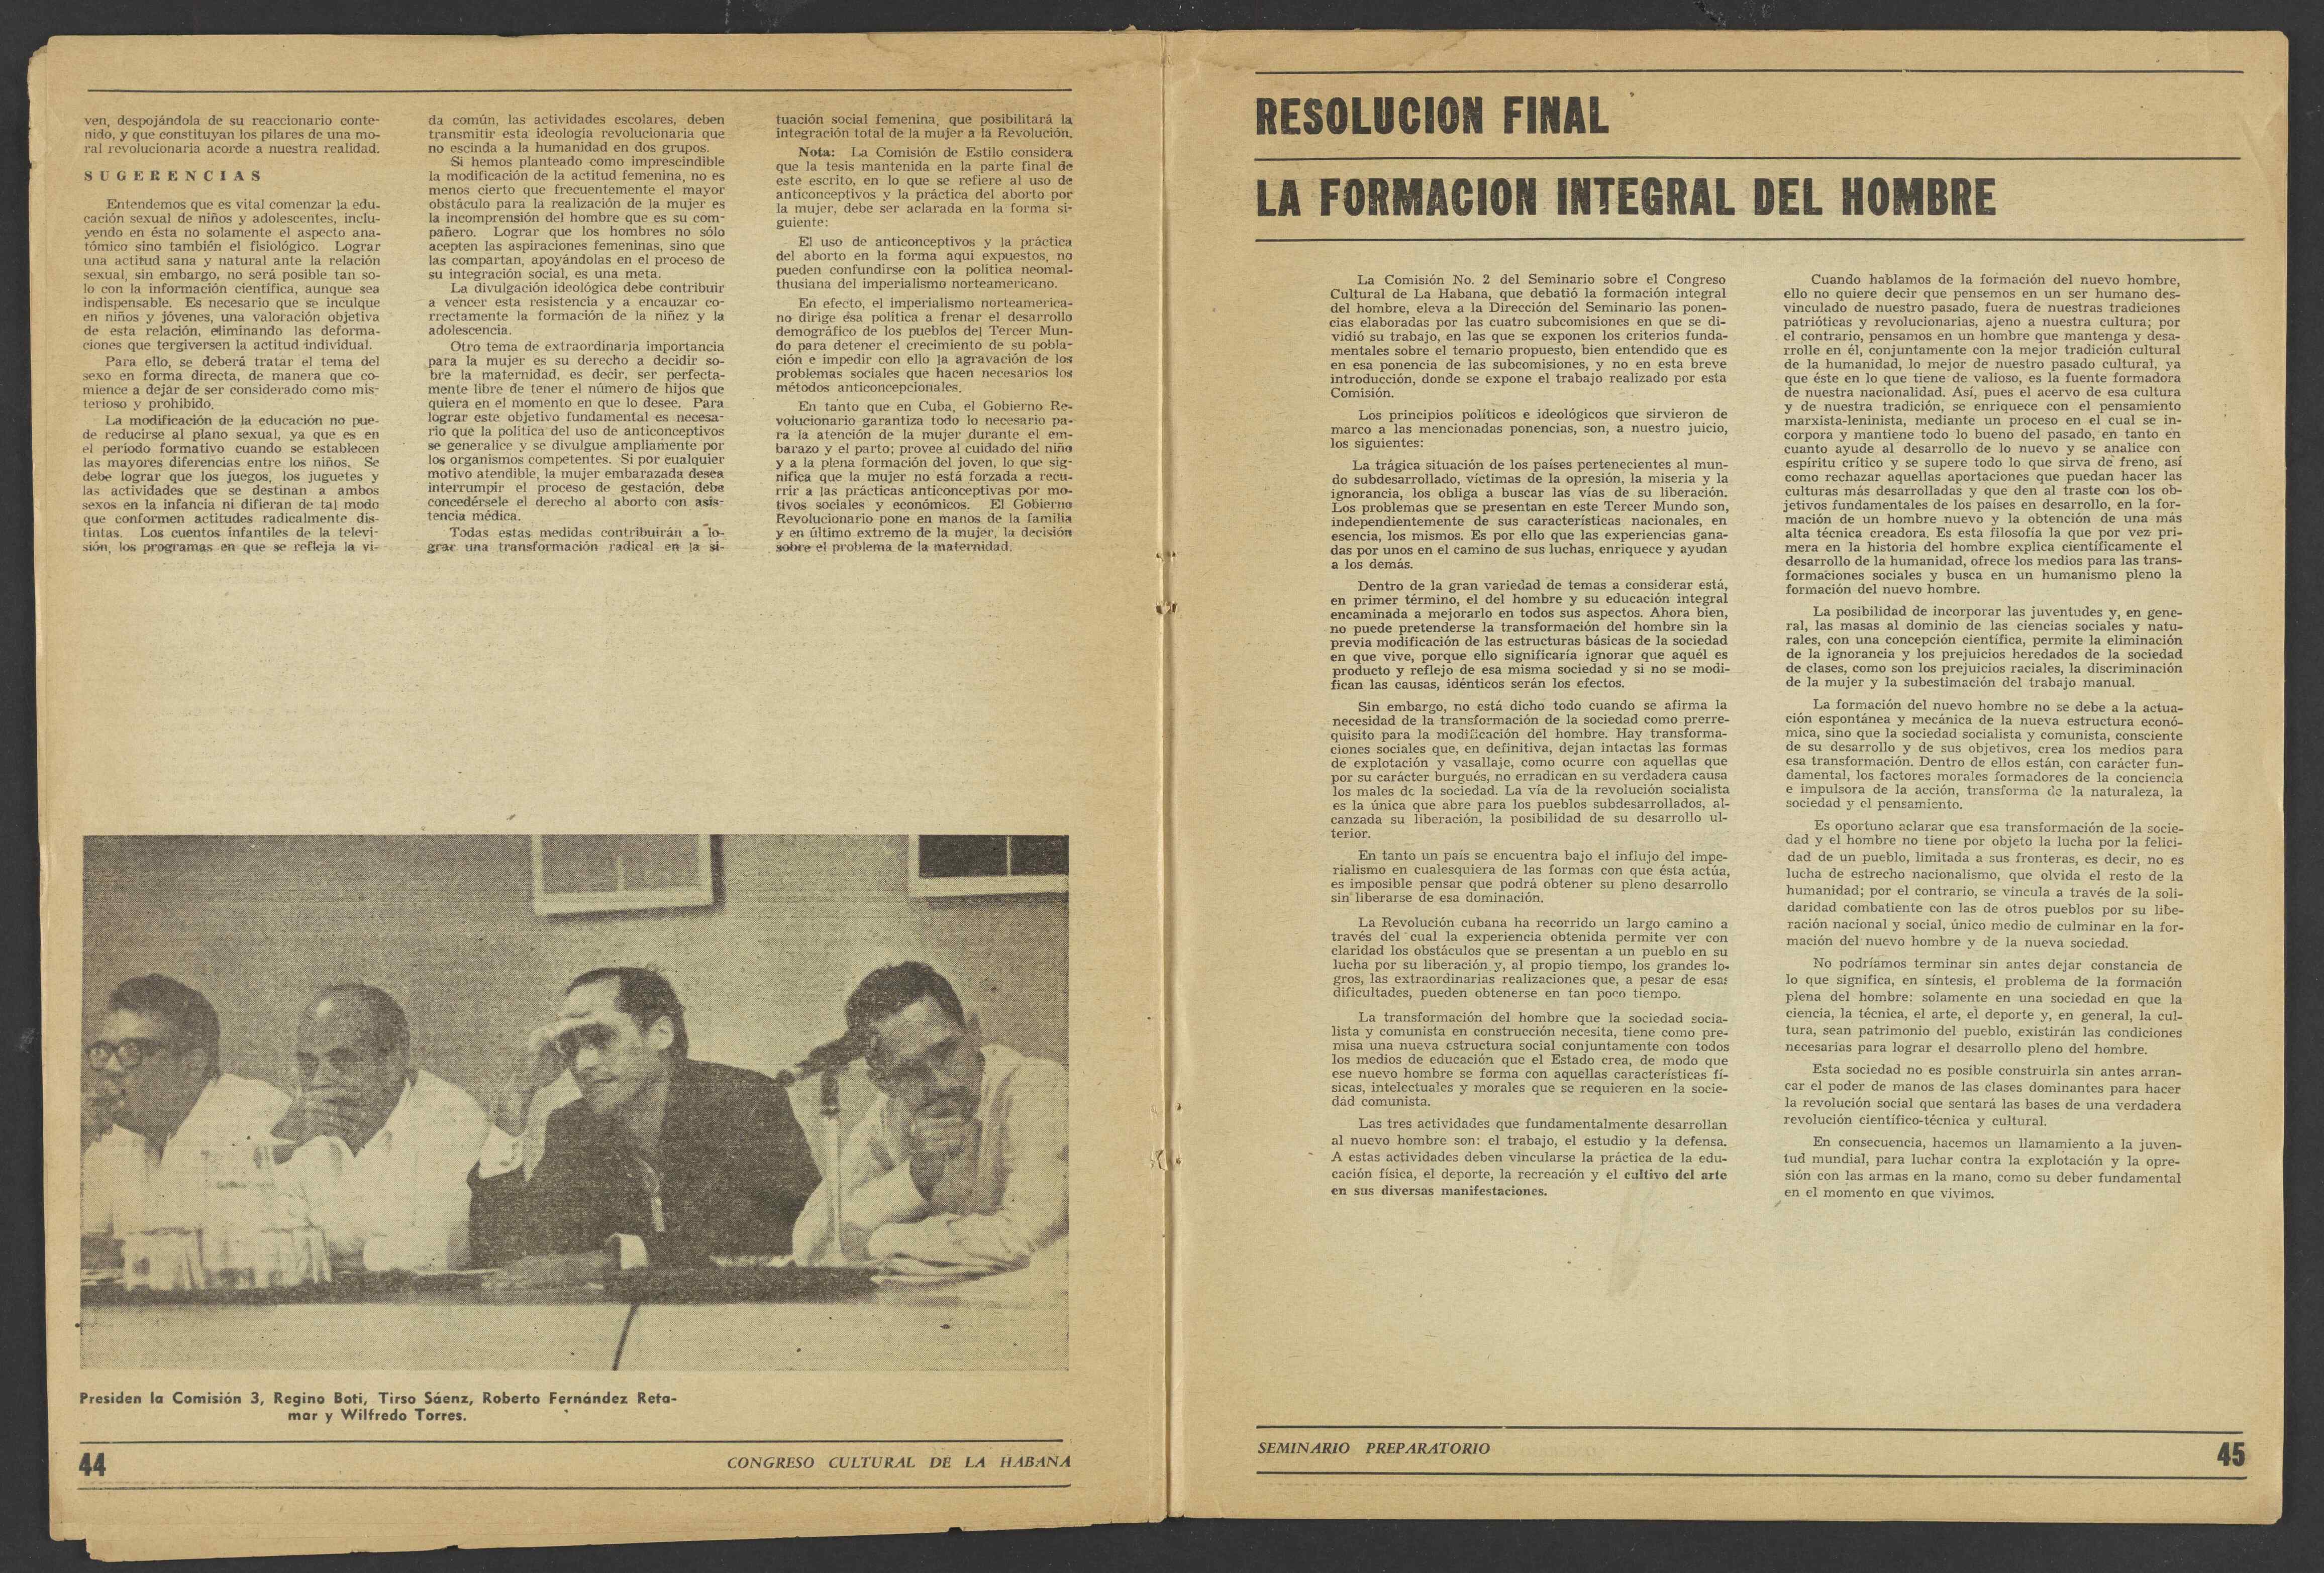 ven, despojándola de su reaccionario conte-
nido, y que constituyan los pilares de una mo-
ral revolucionaria acorde a nuestra realidad.
SUGERENCIAS
Entendemos que es vital comenzar la edu-
cación sexual de niños y adolescentes, inclu-
yendo en ésta no solamente el aspecto ana-
tómico sino también el fisiológico. Lograr
una actitud sana y natural ante la relación
sexual, sin embargo, no será posible tan so-
lo con la información científica, aunque sea
indispensable. Es necesario que se inculque
en niños y jóvenes, una valoración objetiva
de esta relación, eliminando las deforma-
ciones que tergiversen la actitud individual.
Para ello, se deberá tratar el tema del
sexo en forma directa, de manera que co-
mience a dejar de ser considerado como mis-
terioso y prohibido.
La modificación de la educación no pue-
de reducirse al plano sexual, ya que es en
el período formativo cuando se establecen
las mayores diferencias entre los niños. Se
debe lograr que los juegos, los juguetes y
las actividades que se destinan a ambos
sexos en la infancia ni difieran de tal modo
que conformen actitudes radicalmente dis-
tintas. Los cuentos infantiles de la televi-
sión, los programas en que se refleja la vi-
da común, las actividades escolares, deben
transmitir esta ideología revolucionaria que
no escinda a la humanidad en dos grupos.
Si hemos planteado como imprescindible
la modificación de la actitud femenina, no es
menos cierto que frecuentemente el mayor
obstáculo para la realización de la mujer es
la incomprensión del hombre que es su com-
pañero. Lograr que los hombres no sólo
acepten las aspiraciones femeninas, sino que
las compartan, apoyándolas en el proceso de
su integración social, es una meta.
La divulgación ideológica debe contribuir
a vencer esta resistencia y a encauzar co-
rrectamente la formación de la niñez y la
adolescencia.
Otro tema de extraordinaria importancia
para la mujer es su derecho a decidir so-
bre la maternidad, es decir, ser perfecta-
mente libre de tener el número de hijos que
quiera en el momento en que lo desee. Para
lograr este objetivo fundamental es necesa-
rio que la política del uso de anticonceptivos
se generalice y se divulgue ampliamente por
los organismos competentes. Si por cualquier
motivo atendible, la mujer embarazada desea
interrumpir el proceso de gestación, debe
concedérsele el derecho al aborto con asis-
tencia médica.
Todas estas medidas contribuirán a lo-
grar una transformación radical en la si-
tuación social femenina, que posibilitará la
integración total de la mujer a la Revolución.
Nota: La Comisión de Estilo considera
que la tesis mantenida en la parte final de
este escrito, en lo que se refiere al uso de
anticonceptivos y la práctica del aborto por
la mujer, debe ser aclarada en la forma si-
guiente:
El uso de anticonceptivos y la práctica
del aborto en la forma aquí expuestos, no
pueden confundirse con la política neomal-
thusiana del imperialismo norteamericano.
En efecto, el imperialismo norteamerica-
no dirige ésa política a frenar el desarrollo
demográfico de los pueblos del Tercer Mun-
do para detener el crecimiento de su pobla-
ción e impedir con ello la agravación de los
problemas sociales que hacen necesarios los
métodos anticoncepcionales.
En tanto que en Cuba, el Gobierno Re-
volucionario garantiza todo lo necesario pa-
ra la atención de la mujer durante el em-
barazo y el parto; provee al cuidado del niño
y a la plena formación del joven, lo que sig-
nifica que la mujer no está forzada a recu-
rrir a las prácticas anticonceptivas por mo-
tivos sociales y económicos. El Gobierno
Revolucionario pone en manos de la familia
y en último extremo de la mujer, la decisión
sobre el problema de la maternidad.
Presiden la Comisión 3, Regino Boti, Tirso Sáenz, Roberto Fernández Reta-
mar y Wilfredo Torres.
44
CONGRESO CULTURAL DE LA HABANA
RESOLUCION FINAL
LA FORMACION INTEGRAL DEL HOMBRE
La Comisión No. 2 del Seminario sobre el Congreso
Cultural de La Habana, que debatió la formación integral
del hombre, eleva a la Dirección del Seminario las ponen-
cias elaboradas por las cuatro subcomisiones en que se di-
vidió su trabajo, en las que se exponen los criterios funda-
mentales sobre el temario propuesto, bien entendido que es
en esa ponencia de las subcomisiones, y no en esta breve
introducción, donde se expone el trabajo realizado por esta
Comisión.
Los principios políticos e ideológicos que sirvieron de
marco a las mencionadas ponencias, son, a nuestro juicio,
los siguientes:
La trágica situación de los países pertenecientes al mun-
do subdesarrollado, víctimas de la opresión, la miseria y la
ignorancia, los obliga a buscar las vías de su liberación.
Los problemas que se presentan en este Tercer Mundo son,
independientemente de sus características nacionales, en
esencia, los mismos. Es por ello que las experiencias gana-
das por unos en el camino de sus luchas, enriquece y ayudan
a los demás.
Dentro de la gran variedad de temas a considerar está,
en primer término, el del hombre y su educación integral
encaminada a mejorarlo en todos sus aspectos. Ahora bien,
no puede pretenderse la transformación del hombre sin la
previa modificación de las estructuras básicas de la sociedad
en que vive, porque ello significaría ignorar que aquél es
producto y reflejo de esa misma sociedad y si no se modi-
fican las causas, idénticos serán los efectos.
Sin embargo, no está dicho todo cuando se afirma la
necesidad de la transformación de la sociedad como prerre-
quisito para la modificación del hombre. Hay transforma-
ciones sociales que, en definitiva, dejan intactas las formas
de explotación y vasallaje, como ocurre con aquellas que
por su carácter burgués, no erradican en su verdadera causa
los males de la sociedad. La vía de la revolución socialista
es la única que abre para los pueblos subdesarrollados, al-
canzada su liberación, la posibilidad de su desarrollo ul-
terior.
En tanto un país se encuentra bajo el influjo del impe-
rialismo en cualesquiera de las formas con que ésta actúa,
es imposible pensar que podrá obtener su pleno desarrollo
sin liberarse de esa dominación.
La Revolución cubana ha recorrido un largo camino a
través del cual la experiencia obtenida permite ver con
claridad los obstáculos que se presentan a un pueblo en su
lucha por su liberación y, al propio tiempo, los grandes lo-
gros, las extraordinarias realizaciones que, a pesar de esas
dificultades, pueden obtenerse en tan poco tiempo.
La transformación del hombre que la sociedad socia-
lista y comunista en construcción necesita, tiene como pre-
misa una nueva estructura social conjuntamente con todos
los medios de educación que el Estado crea, de modo que
ese nuevo hombre se forma con aquellas características fí-
sicas, intelectuales y morales que se requieren en la socie-
dad comunista.
Las tres actividades que fundamentalmente desarrollan
al nuevo hombre son: el trabajo, el estudio y la defensa.
A estas actividades deben vincularse la práctica de la edu-
cación física, el deporte, la recreación y el cultivo del arte
en sus diversas manifestaciones.
Cuando hablamos de la formación del nuevo hombre,
ello no quiere decir que pensemos en un ser humano des-
vinculado de nuestro pasado, fuera de nuestras tradiciones
patrióticas y revolucionarias, ajeno a nuestra cultura; por
el contrario, pensamos en un hombre que mantenga y desa-
rrolle en él, conjuntamente con la mejor tradición cultural
de la humanidad, lo mejor de nuestro pasado cultural, ya
que éste en lo que tiene de valioso, es la fuente formadora
de nuestra nacionalidad. Así, pues el acervo de esa cultura
y de nuestra tradición, se enriquece con el pensamiento
marxista-leninista, mediante un proceso en el cual se in-
corpora y mantiene todo lo bueno del pasado, en tanto en
cuanto ayude al desarrollo de lo nuevo y se analice con
espíritu crítico y se supere todo lo que sirva de freno, así
como rechazar aquellas aportaciones que puedan hacer las
culturas más desarrolladas y que den al traste con los ob-
jetivos fundamentales de los países en desarrollo, en la for-
mación de un hombre nuevo y la obtención de una más
alta técnica creadora. Es esta filosofía la que por vez pri-
mera en la historia del hombre explica científicamente el
desarrollo de la humanidad, ofrece los medios para las trans-
formaciones sociales y busca en un humanismo pleno la
formación del nuevo hombre.
La posibilidad de incorporar las juventudes y, en gene-
ral, las masas al dominio de las ciencias sociales y natu-
rales, con una concepción científica, permite la eliminación
de la ignorancia y los prejuicios heredados de la sociedad
de clases, como son los prejuicios raciales, la discriminación
de la mujer y la subestimación del trabajo manual.
La formación del nuevo hombre no se debe a la actua-
ción espontánea y mecánica de la nueva estructura econó-
mica, sino que la sociedad socialista y comunista, consciente
de su desarrollo y de sus objetivos, crea los medios para
esa transformación. Dentro de ellos están, con carácter fun-
damental, los factores morales formadores de la conciencia
e impulsora de la acción, transforma de la naturaleza, la
sociedad y el pensamiento.
Es oportuno aclarar que esa transformación de la socie-
dad y el hombre no tiene por objeto la lucha por la felici-
dad de un pueblo, limitada a sus fronteras, es decir, no es
lucha de estrecho nacionalismo, que olvida el resto de la
humanidad; por el contrario, se vincula a través de la soli-
daridad combatiente con las de otros pueblos por su libe-
ración nacional y social, único medio de culminar en la for-
mación del nuevo hombre y de la nueva sociedad.
No podríamos terminar sin antes dejar constancia de
lo que significa, en síntesis, el problema de la formación
plena del hombre: solamente en una sociedad en que la
ciencia, la técnica, el arte, el deporte y, en general, la cul-
tura, sean patrimonio del pueblo, existirán las condiciones
necesarias para lograr el desarrollo pleno del hombre.
Esta sociedad no es posible construirla sin antes arran-
car el poder de manos de las clases dominantes para hacer
la revolución social que sentará las bases de una verdadera
revolución científico-técnica y cultural.
En consecuencia, hacemos un llamamiento a la juven-
tud mundial, para luchar contra la explotación y la opre-
sión con las armas en la mano, como su deber fundamental
en el momento en que vivimos.
SEMINARIO PREPARATORIO
45